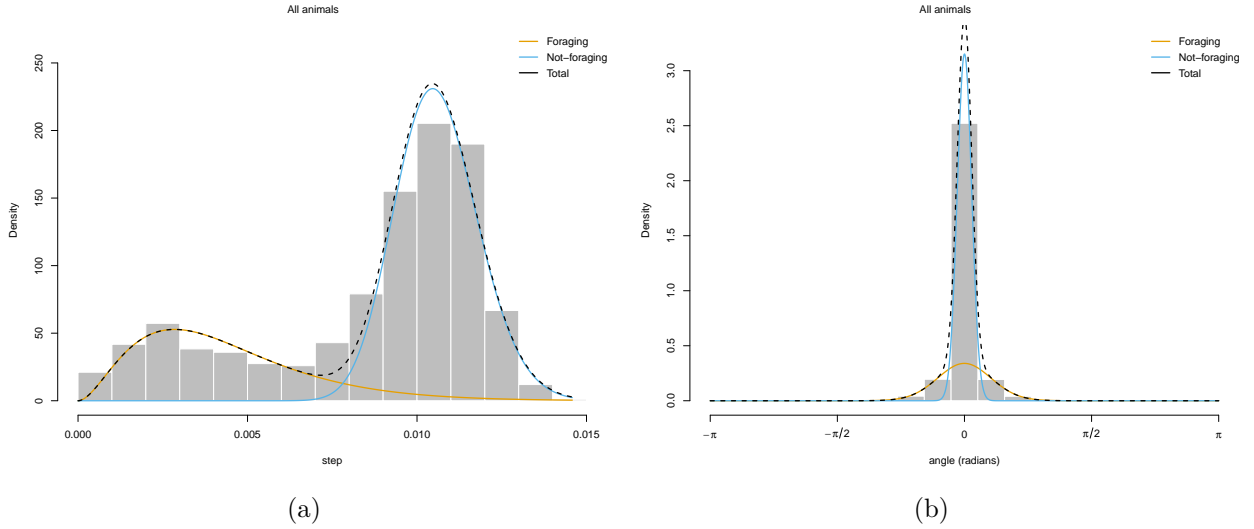 All animals
Foraging
Not-foraging
Total
250
200
150
100
50
0
Density
0.000 0.005 0.010 0.015
step
(a)
All animals
Foraging
Not-foraging
Total
3.0
2.5
2.0
1.5
1.0
0.5
0.0
Density
−π −π/2 0 π/2 π
angle (radians)
(b)